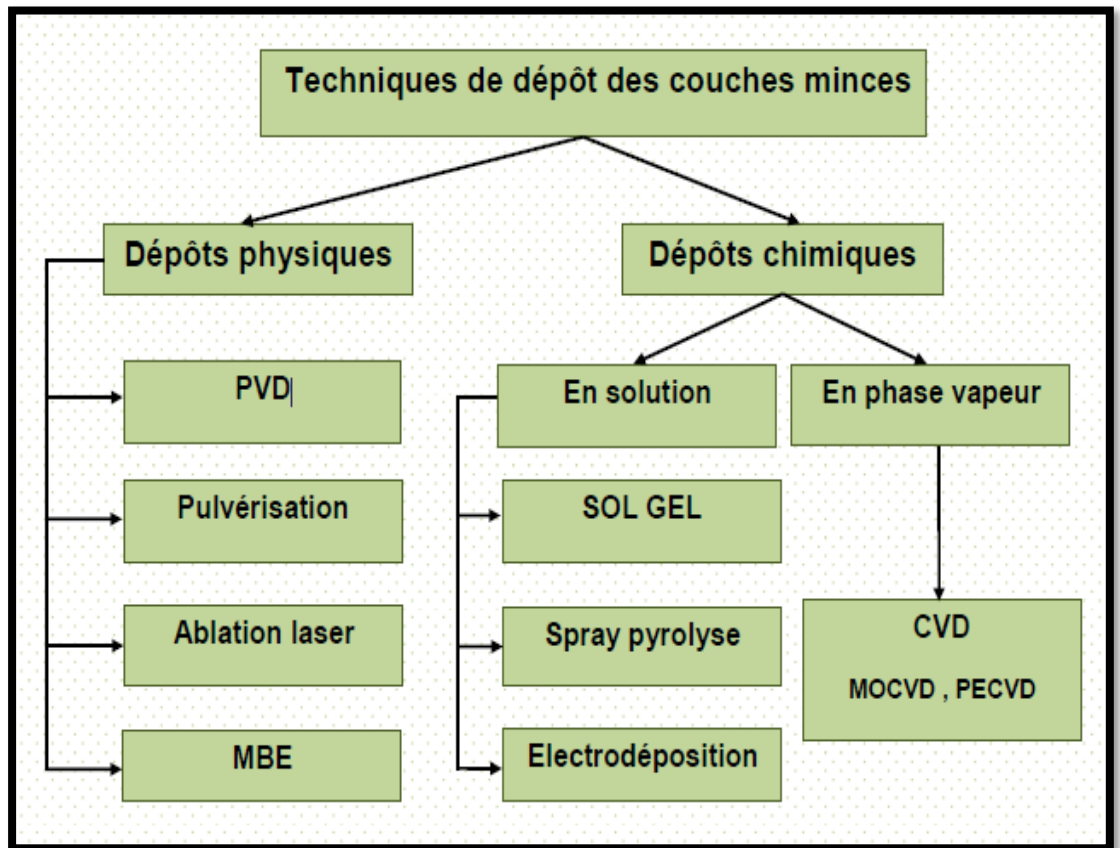 Techniques de dépôt des couches minces
Dépôts physiques
Dépôts chimiques
PVD
Pulvérisation
Ablation laser
MBE
En solution
En phase vapeur
SOL GEL
Spray pyrolyse
Electrodéposition
CVD
MOCVD , PECVD